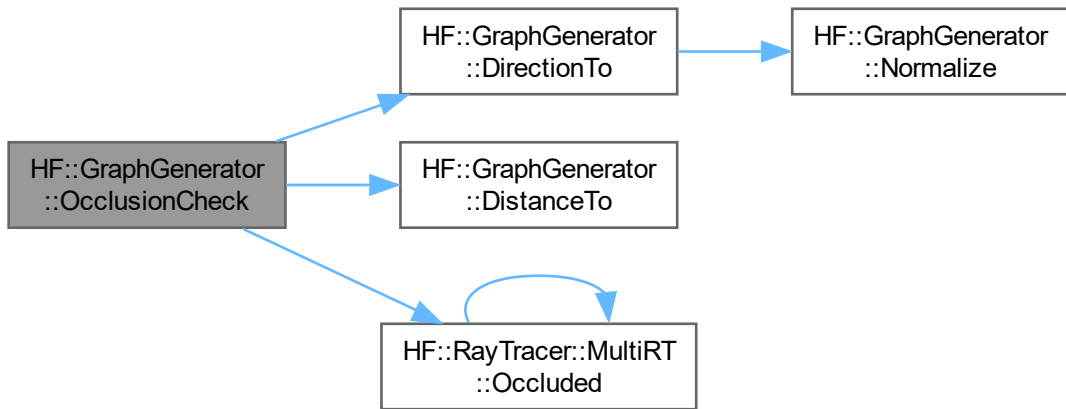 HF::GraphGenerator
::DirectionTo
HF::GraphGenerator
::Normalize
HF::GraphGenerator
::OcclusionCheck
HF::GraphGenerator
::DistanceTo
HF::RayTracer::MultiRT
::Occluded